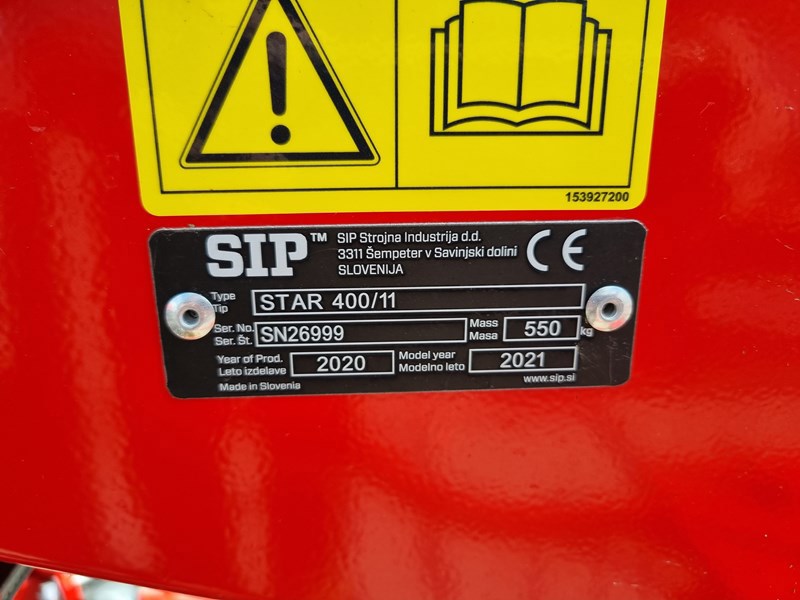 153927200
SIP™
SIP Strojna Industrija d.d.
3311 Šempeter v Savinjski dolini
SLOVENIJA
CE
Type
Tip
STAR 400/11
Ser. No.
Ser. Št.
SN26999
Mass
Masa
550
kg
Year of Prod.
Leto izdelave
2020
Model year
Modelno leto
2021
Made in Slovenia
www.sip.si